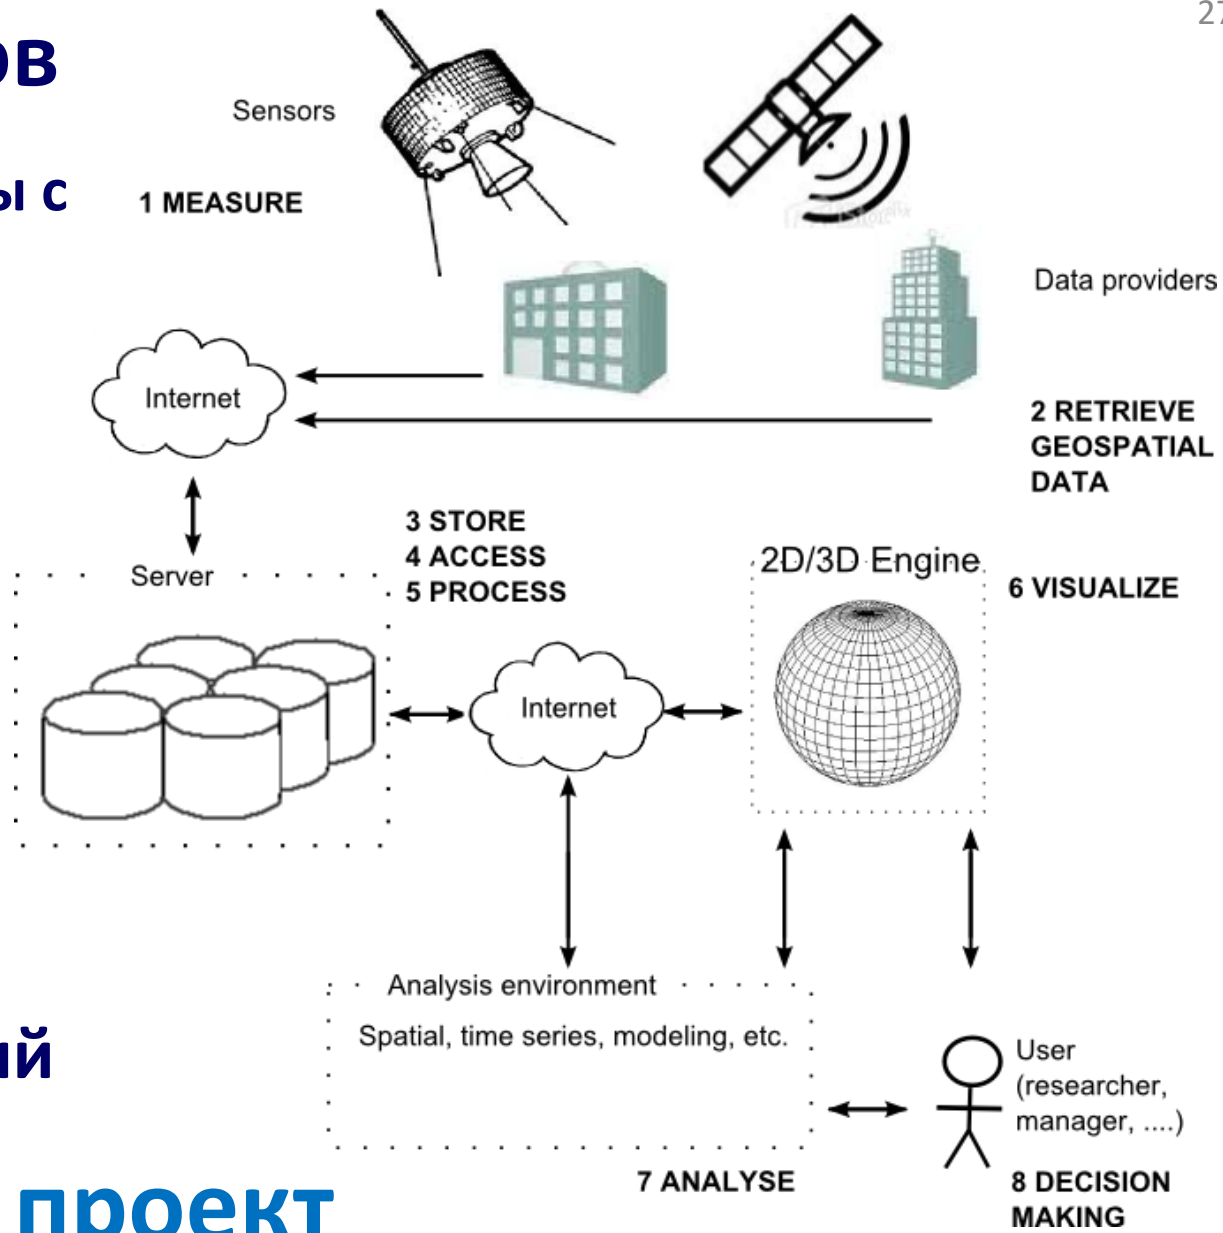 27
ов
Sensors
ы с
1 MEASURE
Data providers
Internet
2 RETRIEVE
GEOSPATIAL
DATA
3 STORE
4 ACCESS
5 PROCESS
Server
2D/3D Engine
6 VISUALIZE
Internet
Analysis environment
Spatial, time series, modeling, etc.
ий
User
(researcher,
manager, ....)
7 ANALYSE
8 DECISION
MAKING
проект